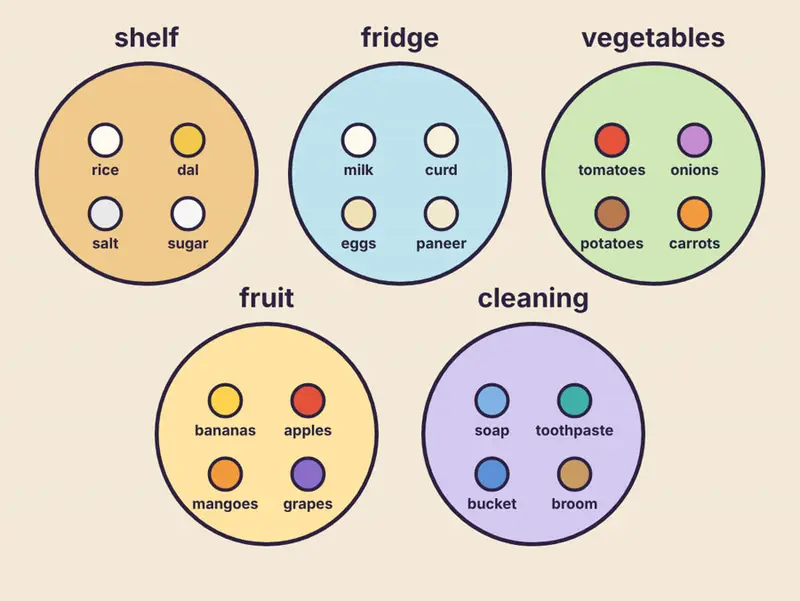 shelf
fridge
vegetables
rice dal
milk curd
tomatoes onions
salt sugar
eggs paneer
potatoes carrots
fruit
cleaning
bananas apples
soap toothpaste
mangoes grapes
bucket broom